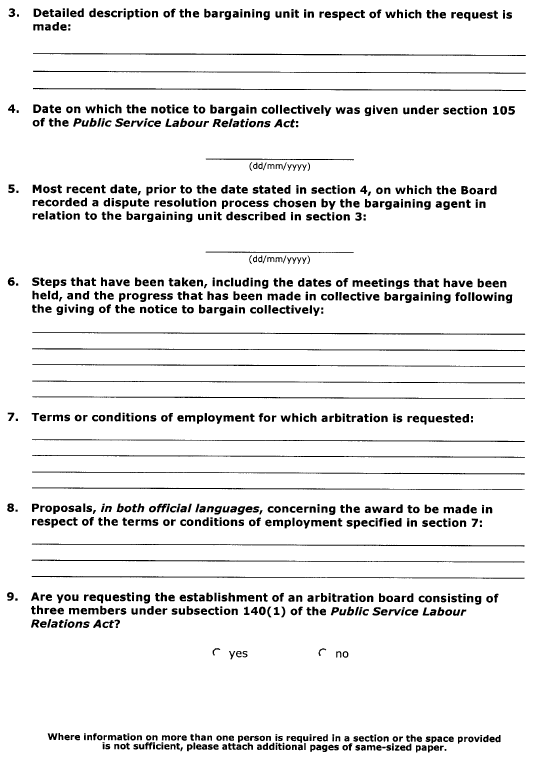 3. Detailed description of the bargaining unit in respect of which the request is
made:
4. Date on which the notice to bargain collectively was given under section 105
of the Public Service Labour Relations Act:
(dd/mm/yyyy)
5. Most recent date, prior to the date stated in section 4, on which the Board
recorded a dispute resolution process chosen by the bargaining agent in
relation to the bargaining unit described in section 3:
(dd/mm/yyyy)
6. Steps that have been taken, including the dates of meetings that have been
held, and the progress that has been made in collective bargaining following
the giving of the notice to bargain collectively:
7. Terms or conditions of employment for which arbitration is requested:
8. Proposals, in both official languages, concerning the award to be made in
respect of the terms or conditions of employment specified in section 7:
9. Are you requesting the establishment of an arbitration board consisting of
three members under subsection 140(1) of the Public Service Labour
Relations Act?
yes no
Where information on more than one person is required in a section or the space provided
is not sufficient, please attach additional pages of same-sized paper.